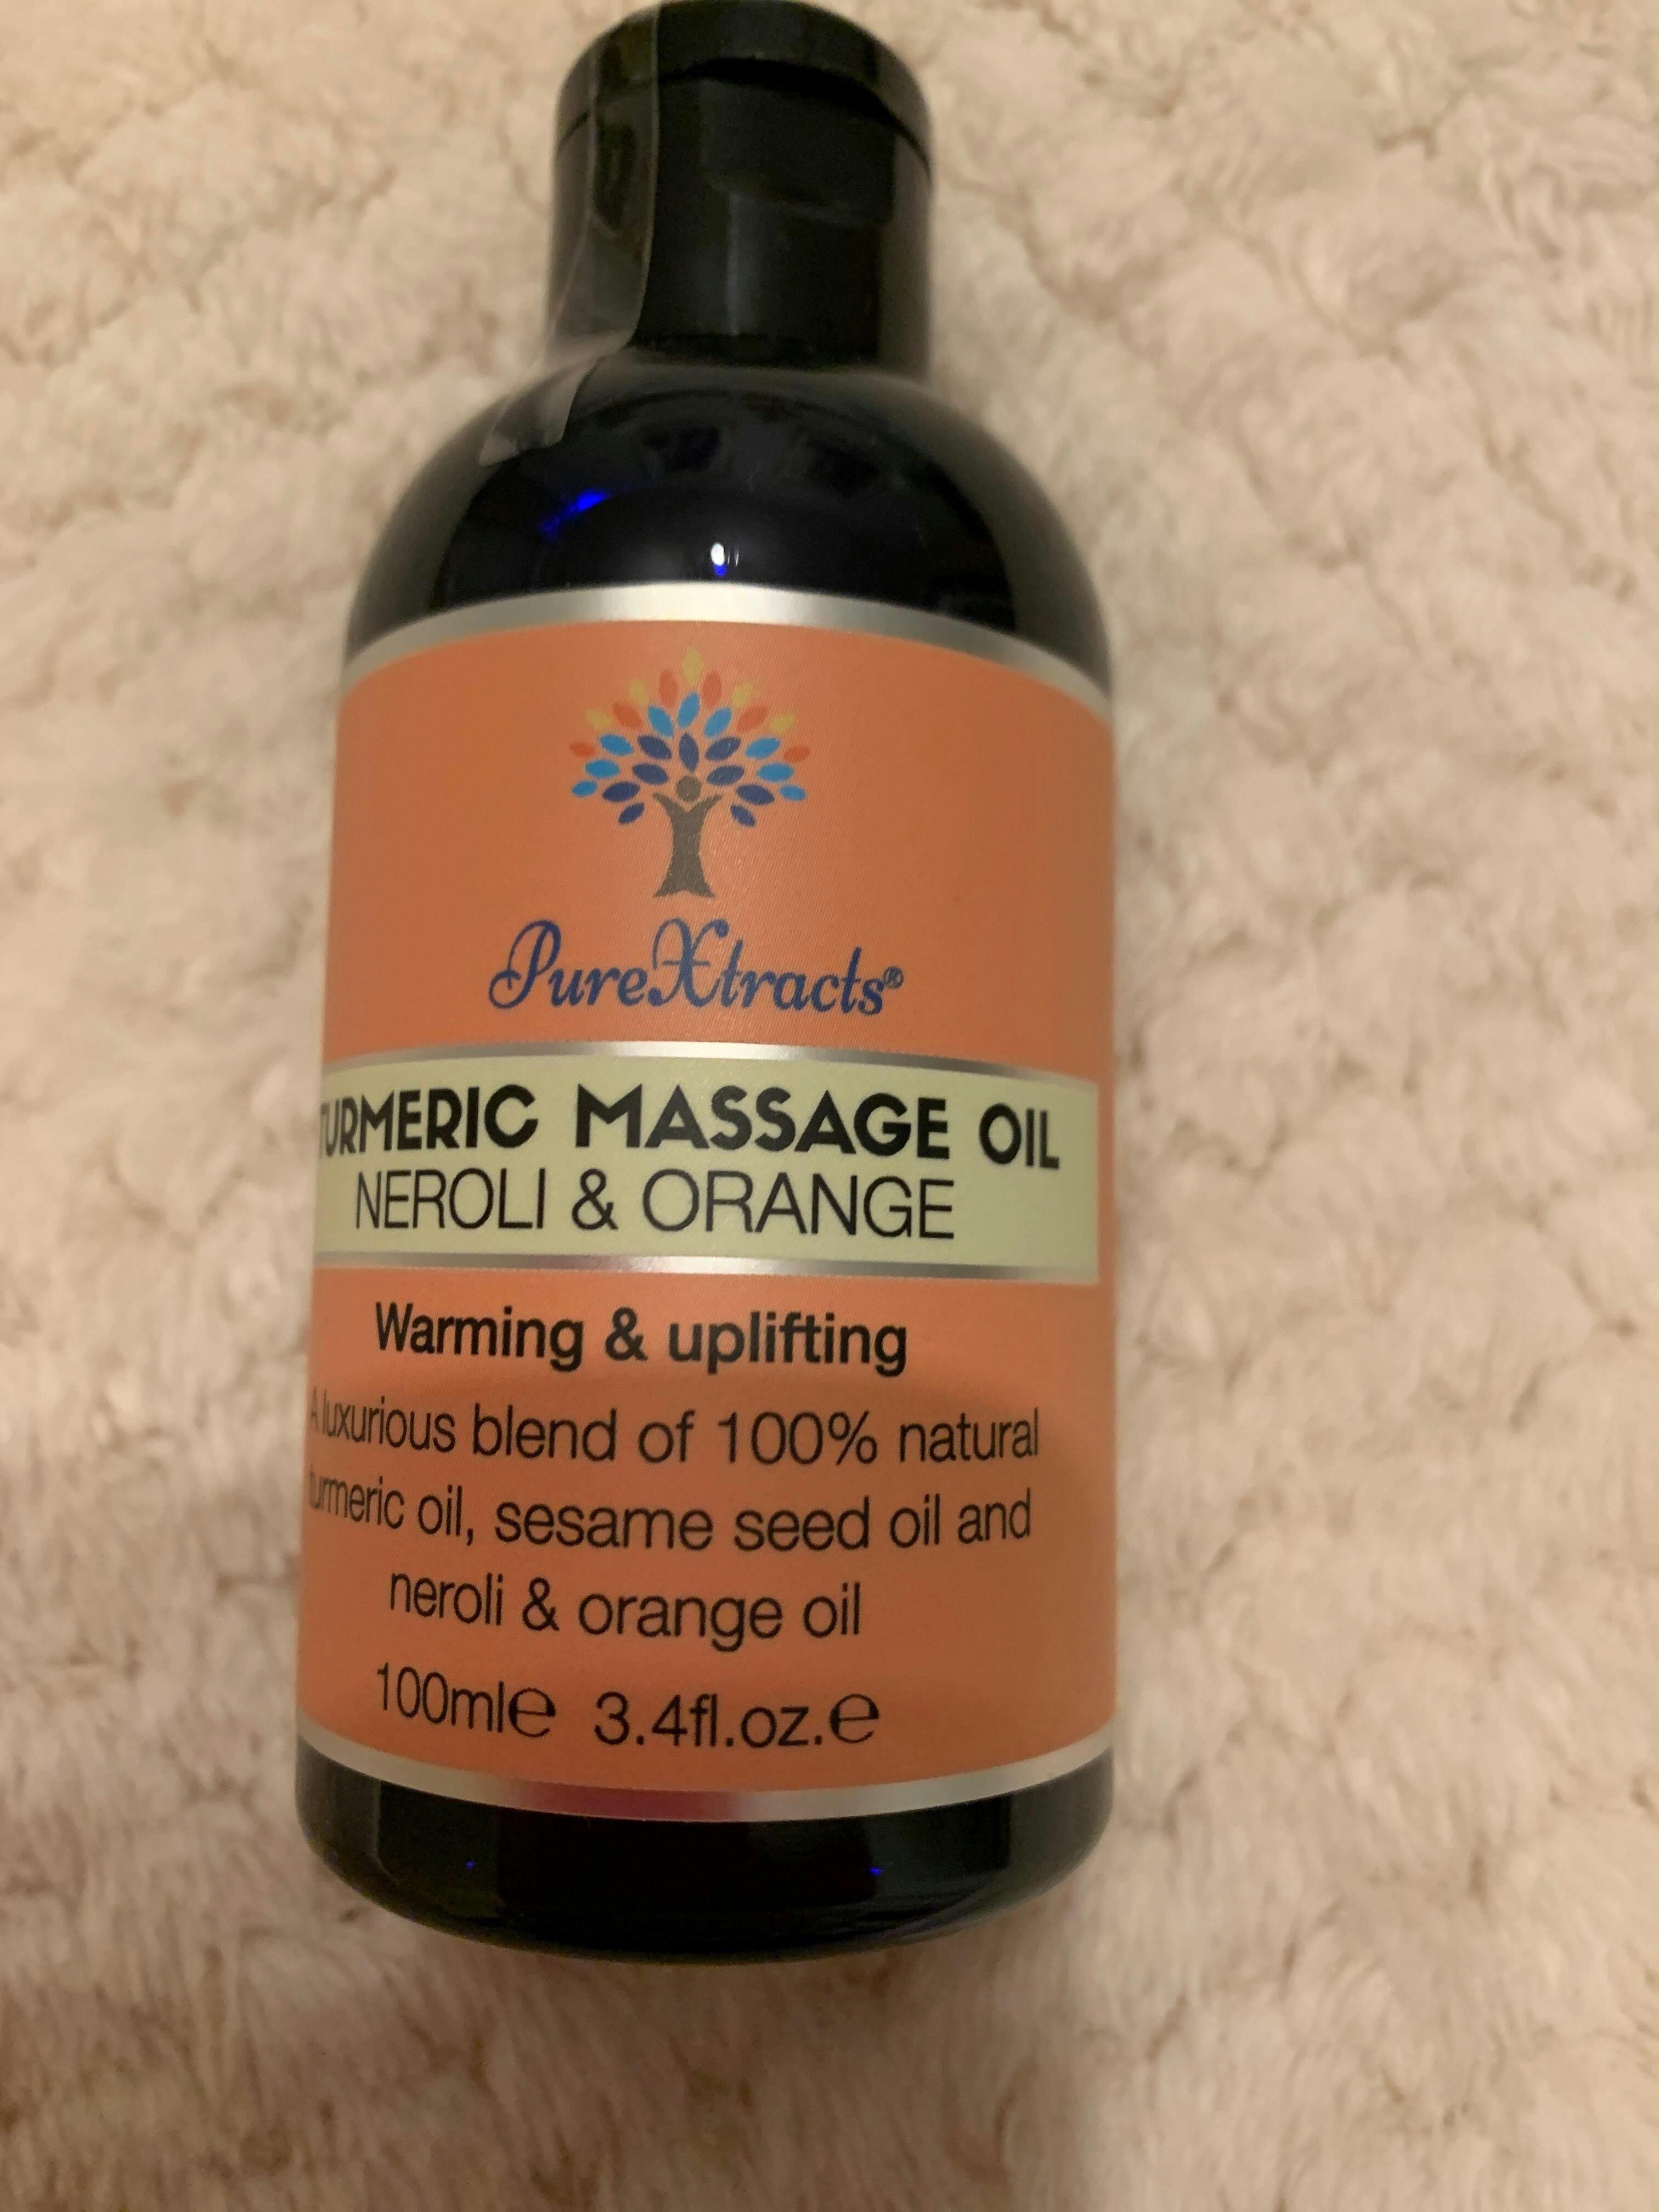 PureXtracts®
TURMERIC MASSAGE OIL
NEROLI & ORANGE
Warming & uplifting
A luxurious blend of 100% natural
turmeric oil, sesame seed oil and
neroli & orange oil
100ml℮ 3.4fl.oz.℮